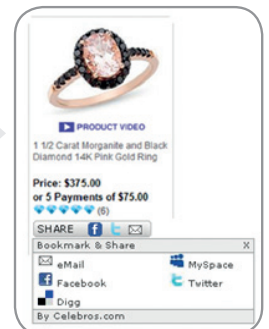 PRODUCT VIDEO
1 1/2 Carat Morganite and Black
Diamond 14K Pink Gold Ring
Price: $375.00
or 5 Payments of $75.00
(6)
SHARE
Bookmark & Share X
eMail MySpace
Facebook Twitter
Digg
By Celebros.com